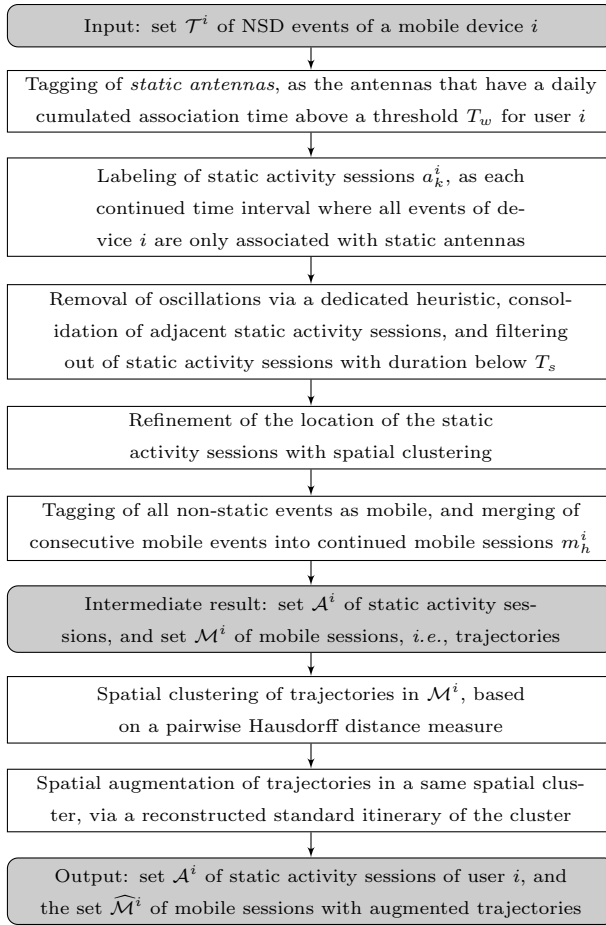 Input: set 𝒯ⁱ of NSD events of a mobile device i
Tagging of static antennas, as the antennas that have a daily
cumulated association time above a threshold T_w for user i
Labeling of static activity sessions a_k^i, as each
continued time interval where all events of de-
vice i are only associated with static antennas
Removal of oscillations via a dedicated heuristic, consol-
idation of adjacent static activity sessions, and filtering
out of static activity sessions with duration below T_s
Refinement of the location of the static
activity sessions with spatial clustering
Tagging of all non-static events as mobile, and merging of
consecutive mobile events into continued mobile sessions m_h^i
Intermediate result: set 𝒜ⁱ of static activity ses-
sions, and set ℳⁱ of mobile sessions, i.e., trajectories
Spatial clustering of trajectories in ℳⁱ, based
on a pairwise Hausdorff distance measure
Spatial augmentation of trajectories in a same spatial clus-
ter, via a reconstructed standard itinerary of the cluster
Output: set 𝒜ⁱ of static activity sessions of user i, and
the set ℳ̂ⁱ of mobile sessions with augmented trajectories